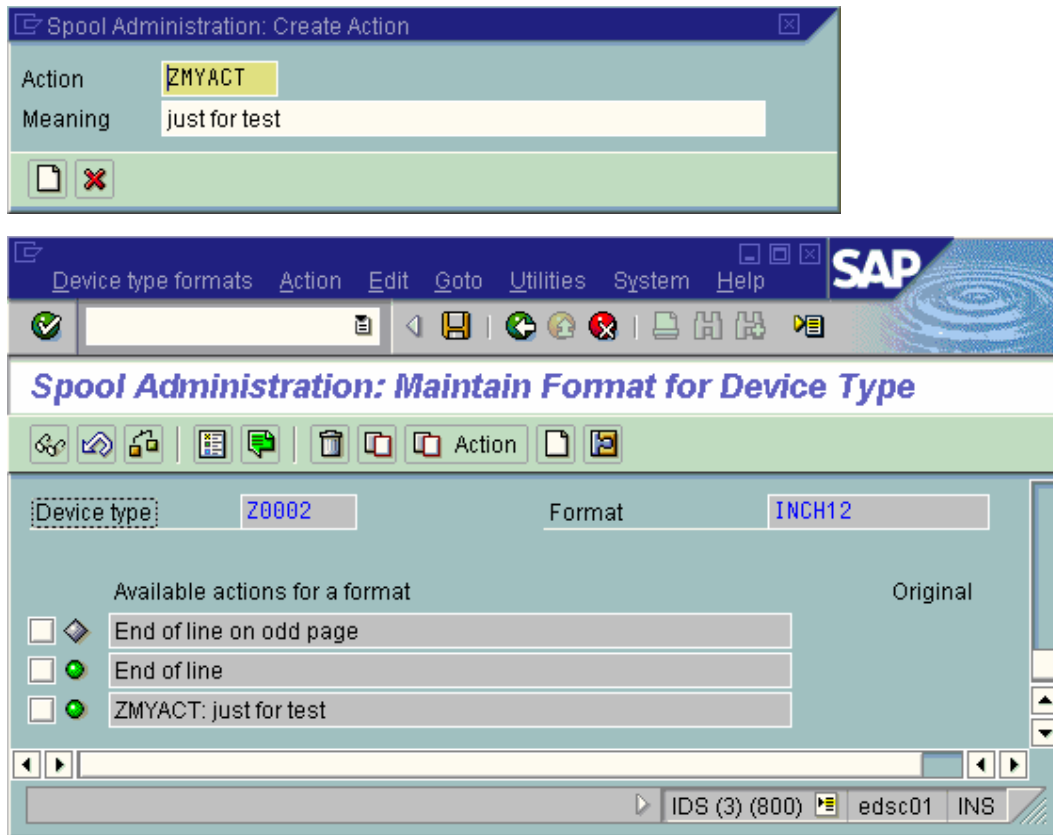 Spool Administration: Create Action
Action ZMYACT
Meaning just for test
Device type formats Action Edit Goto Utilities System Help
SAP
Spool Administration: Maintain Format for Device Type
Action
Device type Z0002 Format INCH12
Available actions for a format Original
End of line on odd page
End of line
ZMYACT: just for test
IDS (3) (800) edsc01 INS